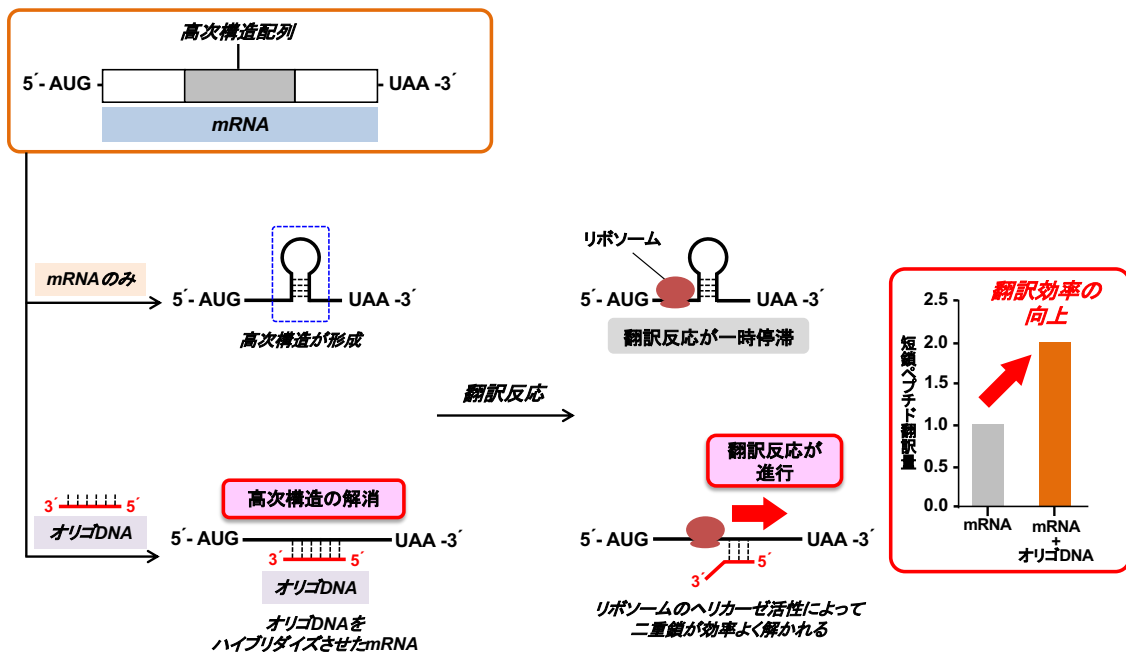 高次構造配列
5´- AUG
- UAA -3´
mRNA
mRNAのみ
5´- AUG
UAA -3´
高次構造が形成
リボソーム
5´- AUG
UAA -3´
翻訳反応が一時停滞
翻訳反応
3´
5´
オリゴDNA
高次構造の解消
5´- AUG
UAA -3´
3´
5´
オリゴDNA
オリゴDNAを
ハイブリダイズさせたmRNA
翻訳反応が
進行
5´- AUG
UAA -3´
3´
5´
リボソームのヘリカーゼ活性によって
二重鎖が効率よく解かれる
翻訳効率の
向上
短鎖ペプチド翻訳量
2.5
2.0
1.5
1.0
0.5
0.0
mRNA
mRNA
+
オリゴDNA